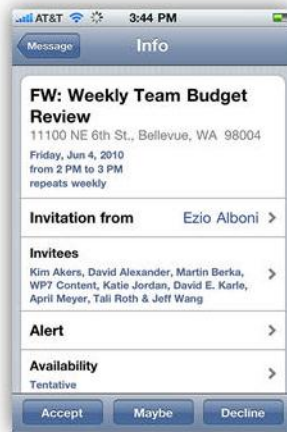 AT&T 3:44 PM
Message Info
FW: Weekly Team Budget
Review
11100 NE 6th St., Bellevue, WA 98004
Friday, Jun 4, 2010
from 2 PM to 3 PM
repeats weekly
Invitation from Ezio Alboni
Invitees
Kim Akers, David Alexander, Martin Berka,
WP7 Content, Katie Jordan, David E. Karle,
April Meyer, Tali Roth & Jeff Wang
Alert
Availability
Tentative
Accept Maybe Decline